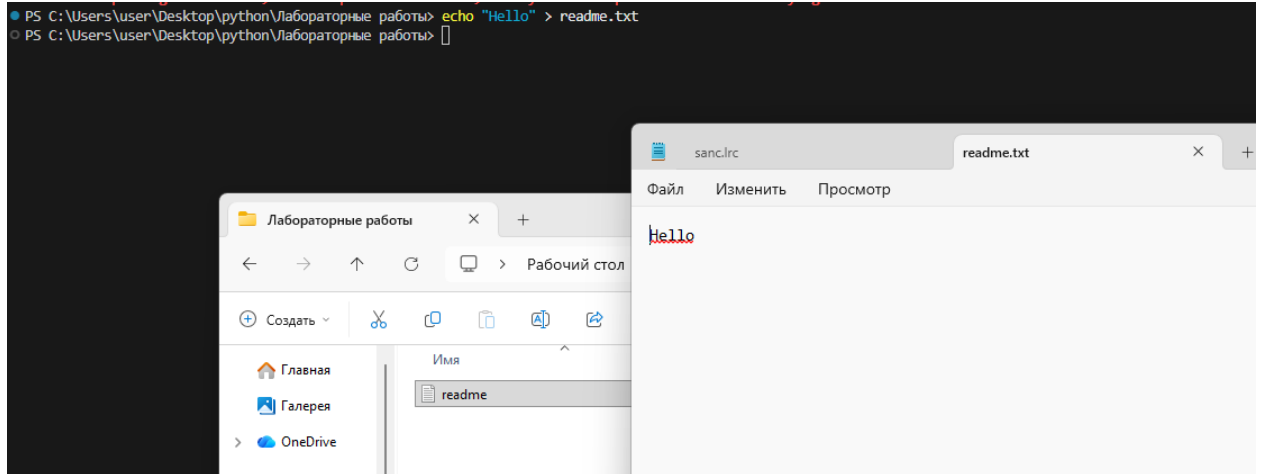 PS C:\Users\user\Desktop\python\Лабораторные работы> echo "Hello" > readme.txt
PS C:\Users\user\Desktop\python\Лабораторные работы>
sanc.lrc
readme.txt
Файл Изменить Просмотр
Hello
Лабораторные работы
Рабочий стол
Создать
Имя
Главная
readme
Галерея
OneDrive